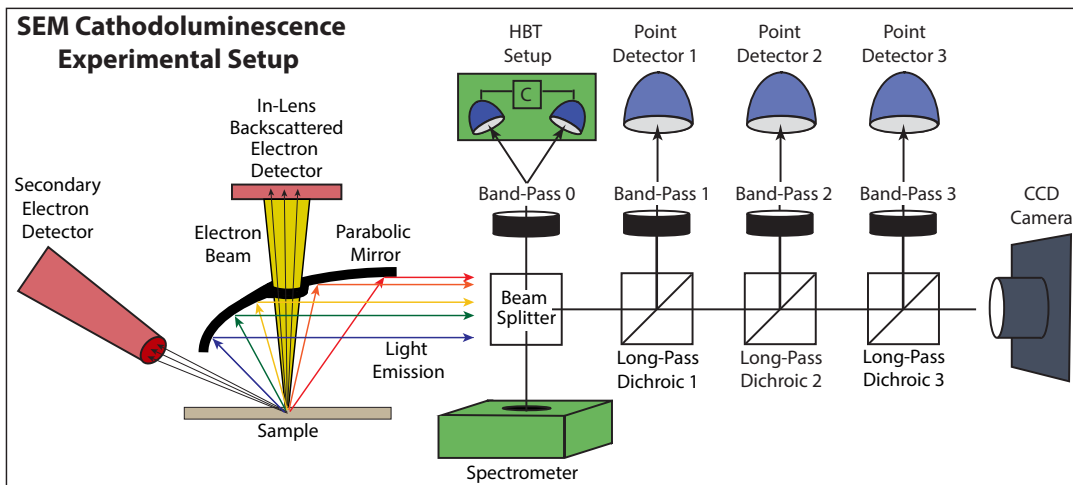 SEM Cathodoluminescence
Experimental Setup
In-Lens
Backscattered
Electron
Detector
Secondary
Electron
Detector
Electron
Beam
Parabolic
Mirror
Light
Emission
Sample
HBT
Setup
C
Point
Detector 1
Point
Detector 2
Point
Detector 3
Band-Pass 0
Band-Pass 1
Band-Pass 2
Band-Pass 3
CCD
Camera
Beam
Splitter
Long-Pass
Dichroic 1
Long-Pass
Dichroic 2
Long-Pass
Dichroic 3
Spectrometer